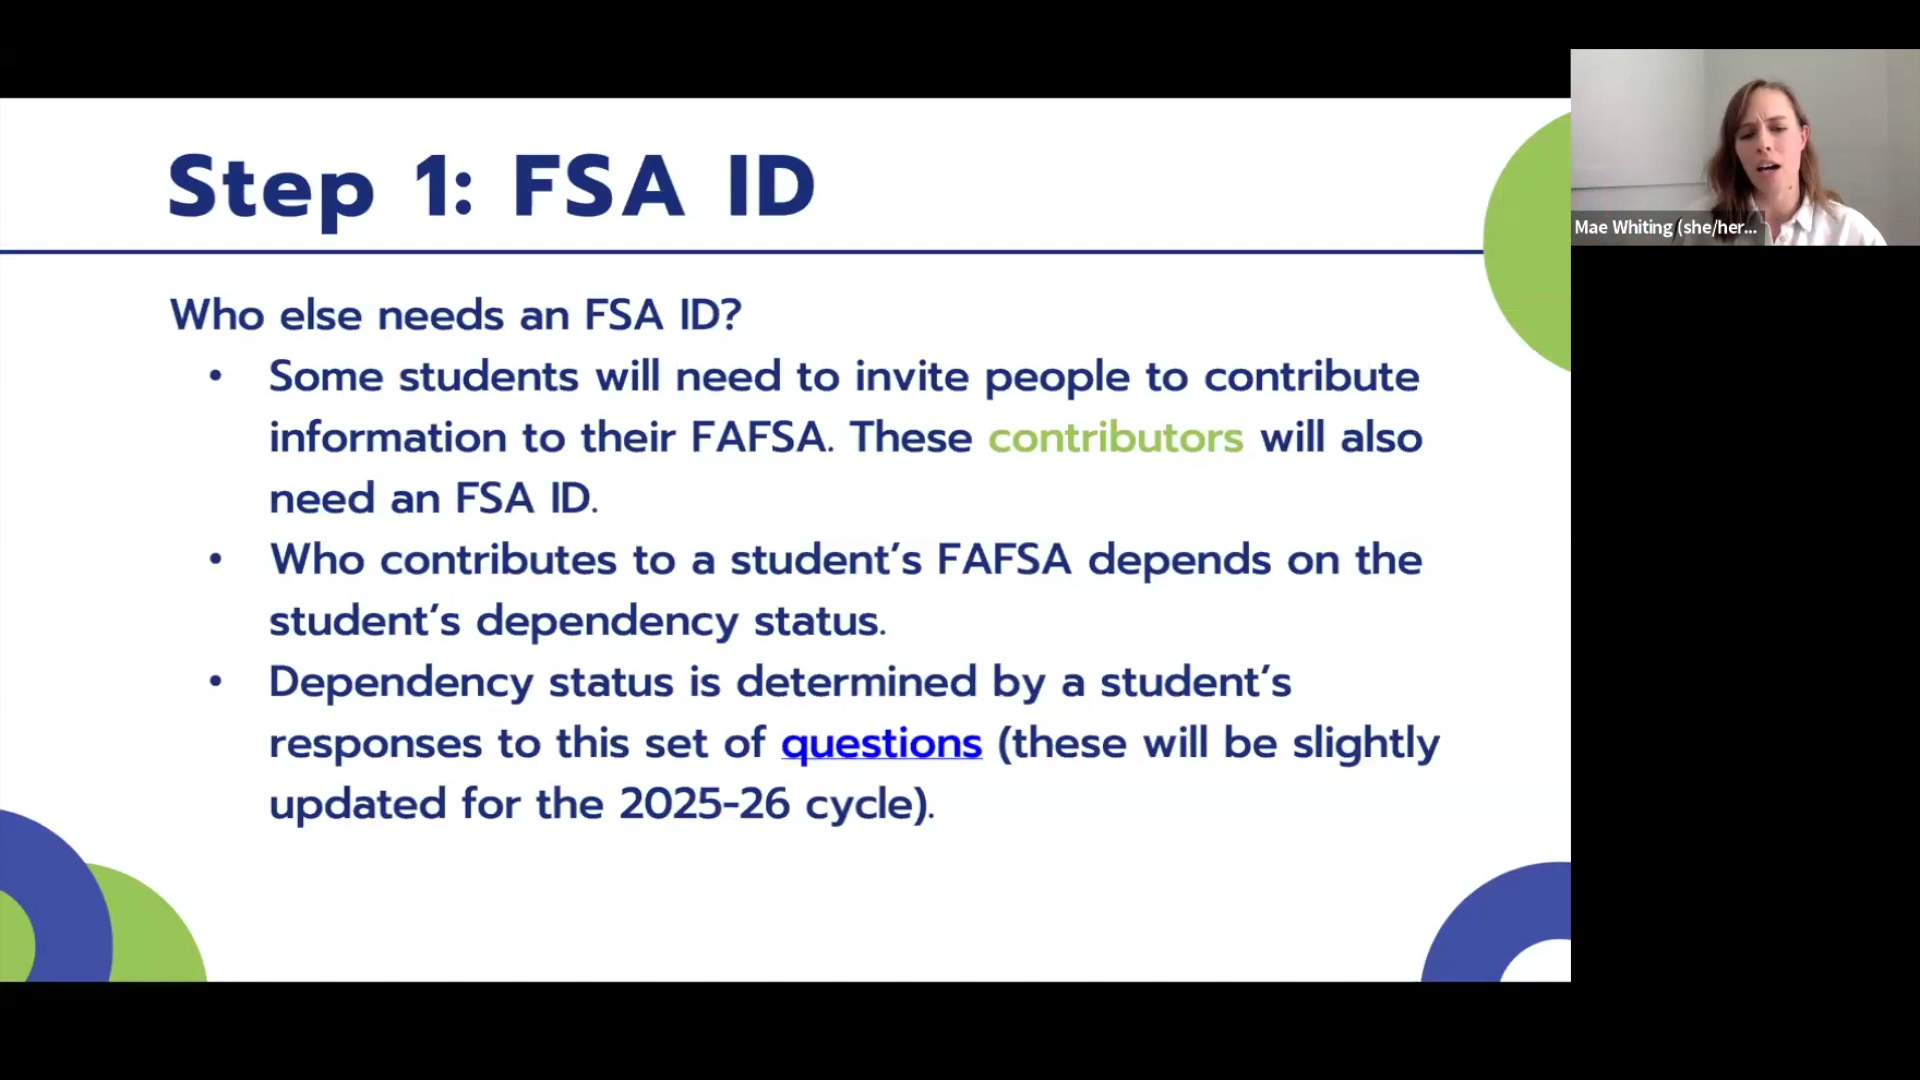 Step 1: FSA ID
Who else needs an FSA ID?
• Some students will need to invite people to contribute
information to their FAFSA. These contributors will also
need an FSA ID.
• Who contributes to a student’s FAFSA depends on the
student’s dependency status.
• Dependency status is determined by a student’s
responses to this set of questions (these will be slightly
updated for the 2025-26 cycle).
Mae Whiting (she/her...